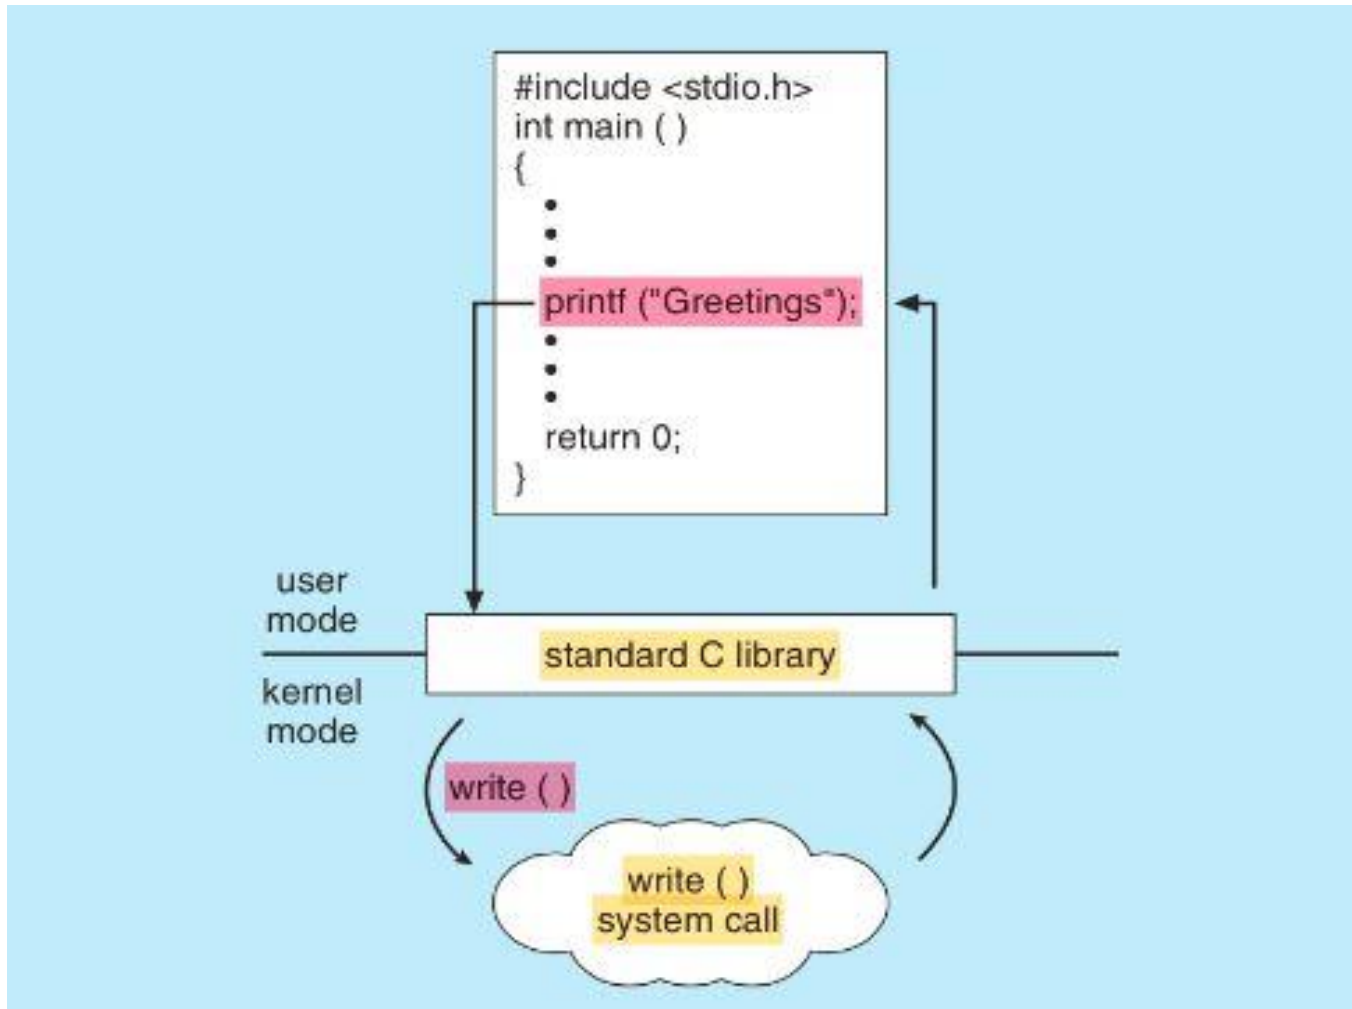 #include <stdio.h>
int main ( )
{
•
•
•
printf ("Greetings");
•
•
•
return 0;
}
user
mode
standard C library
kernel
mode
write ( )
write ( )
system call